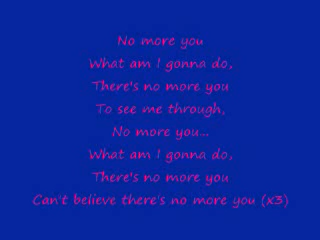 No more you
What am I gonna do,
There's no more you
To see me through,
No more you...
What am I gonna do,
There's no more you
Can't believe there's no more you (x3)